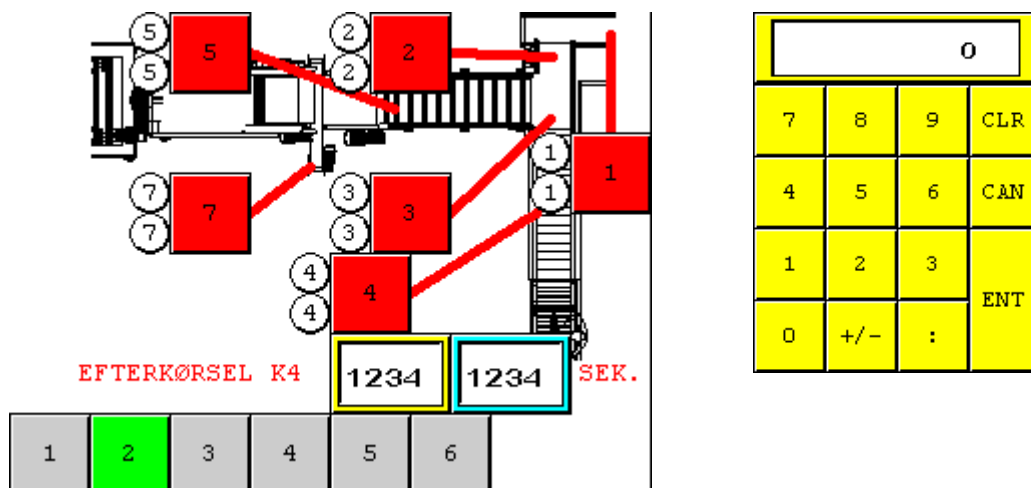 5 2
5 2
5 2
0
7 8 9 CLR
1
1 1
7 3
7 3
7 3
4 5 6 CAN
4
4 4
1 2 3
ENT
0 +/- :
EFTERKØRSEL K4 1234 1234 SEK.
1 2 3 4 5 6